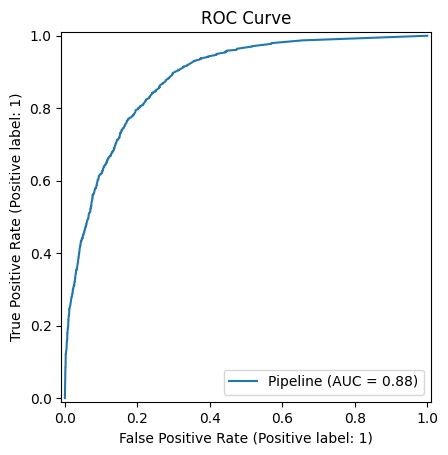 ROC Curve
1.0
0.8
0.6
0.4
0.2
0.0
True Positive Rate (Positive label: 1)
Pipeline (AUC = 0.88)
0.0 0.2 0.4 0.6 0.8 1.0
False Positive Rate (Positive label: 1)